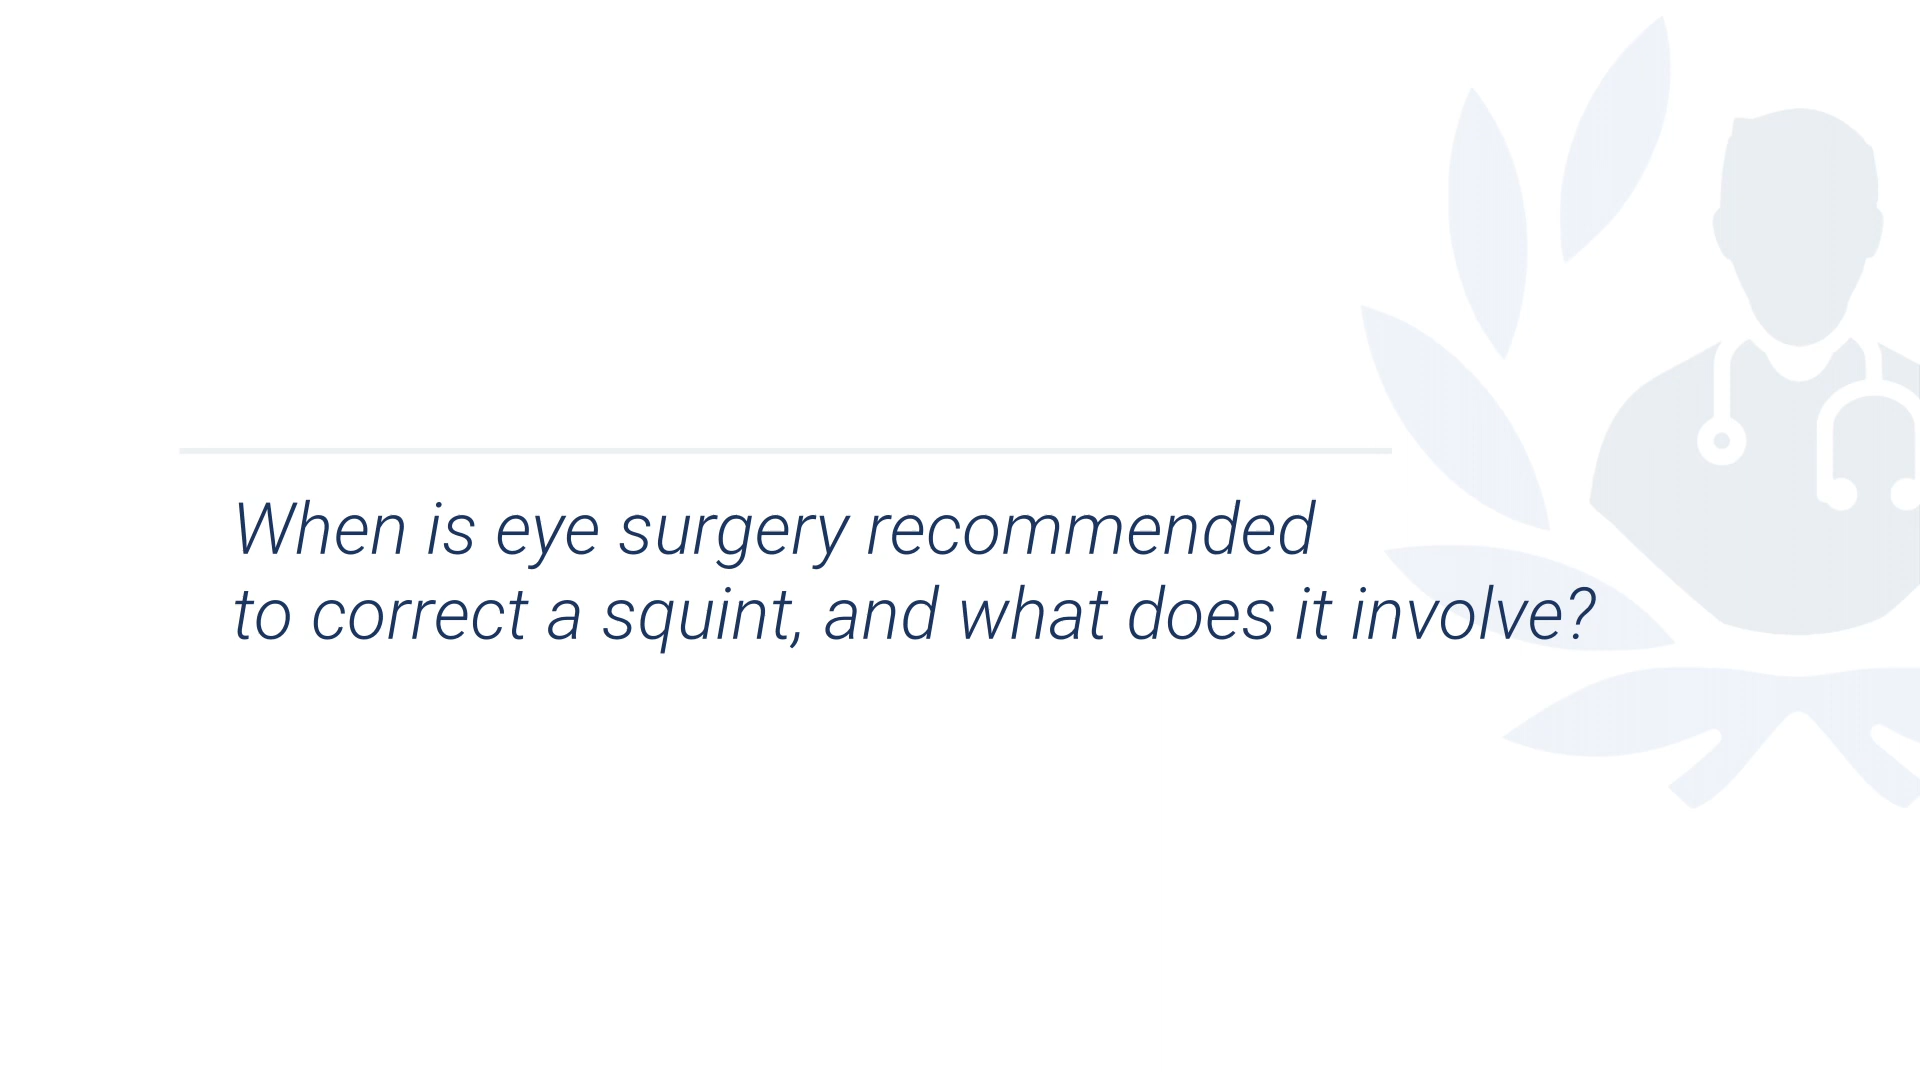 When is eye surgery recommended
to correct a squint, and what does it involve?